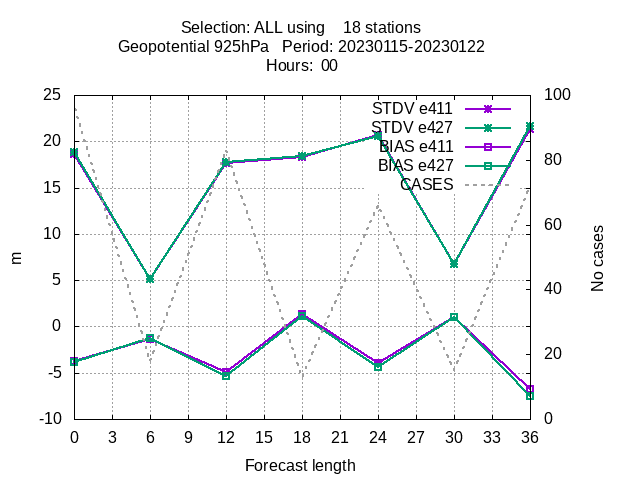 Selection: ALL using    18 stations
Geopotential 925hPa   Period: 20230115-20230122
Hours:  00
25
20
15
10
5
0
-5
-10
m
STDV e411
STDV e427
BIAS e411
BIAS e427
CASES
100
80
60
40
20
0
No cases
0 3 6 9 12 15 18 21 24 27 30 33 36
Forecast length